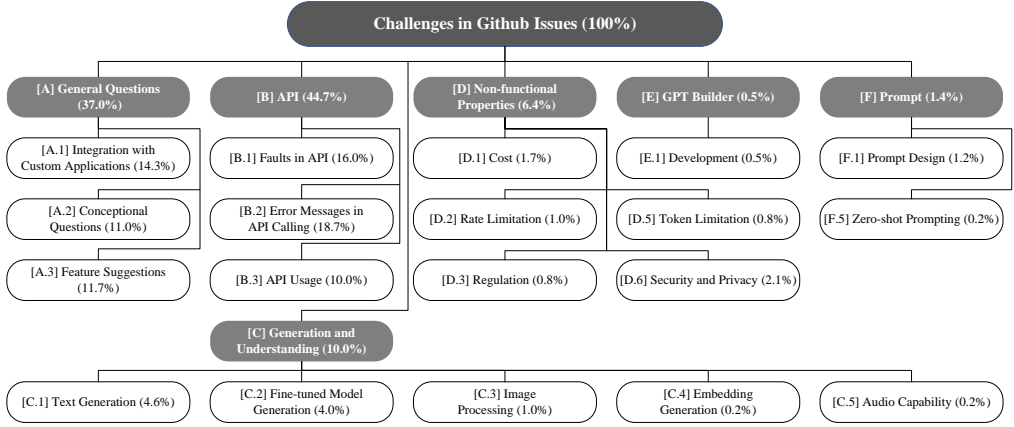 Challenges in Github Issues (100%)
[A] General Questions
(37.0%)
[B] API (44.7%)
[D] Non-functional
Properties (6.4%)
[E] GPT Builder (0.5%)
[F] Prompt (1.4%)
[A.1] Integration with
Custom Applications (14.3%)
[B.1] Faults in API (16.0%)
[D.1] Cost (1.7%)
[E.1] Development (0.5%)
[F.1] Prompt Design (1.2%)
[A.2] Conceptional
Questions (11.0%)
[B.2] Error Messages in
API Calling (18.7%)
[D.2] Rate Limitation (1.0%)
[D.5] Token Limitation (0.8%)
[F.5] Zero-shot Prompting (0.2%)
[A.3] Feature Suggestions
(11.7%)
[B.3] API Usage (10.0%)
[D.3] Regulation (0.8%)
[D.6] Security and Privacy (2.1%)
[C] Generation and
Understanding (10.0%)
[C.1] Text Generation (4.6%)
[C.2] Fine-tuned Model
Generation (4.0%)
[C.3] Image
Processing (1.0%)
[C.4] Embedding
Generation (0.2%)
[C.5] Audio Capability (0.2%)